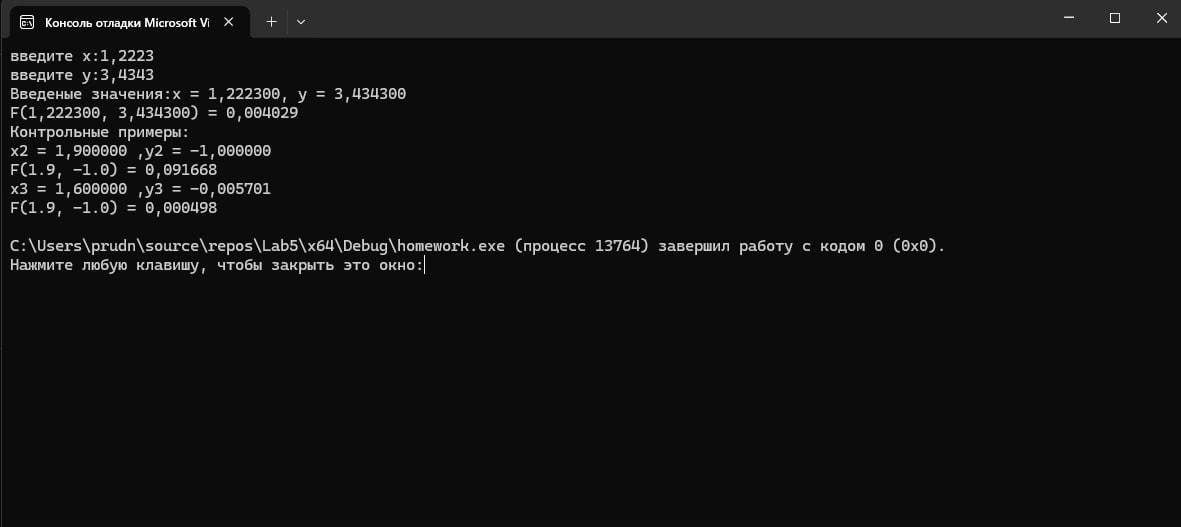 Консоль отладки Microsoft Vi
введите x:1,2223
введите y:3,4343
Введеные значения:x = 1,222300, y = 3,434300
F(1,222300, 3,434300) = 0,004029
Контрольные примеры:
x2 = 1,900000 ,y2 = -1,000000
F(1.9, -1.0) = 0,091668
x3 = 1,600000 ,y3 = -0,005701
F(1.9, -1.0) = 0,000498
C:\Users\prudn\source\repos\Lab5\x64\Debug\homework.exe (процесс 13764) завершил работу с кодом 0 (0x0).
Нажмите любую клавишу, чтобы закрыть это окно: